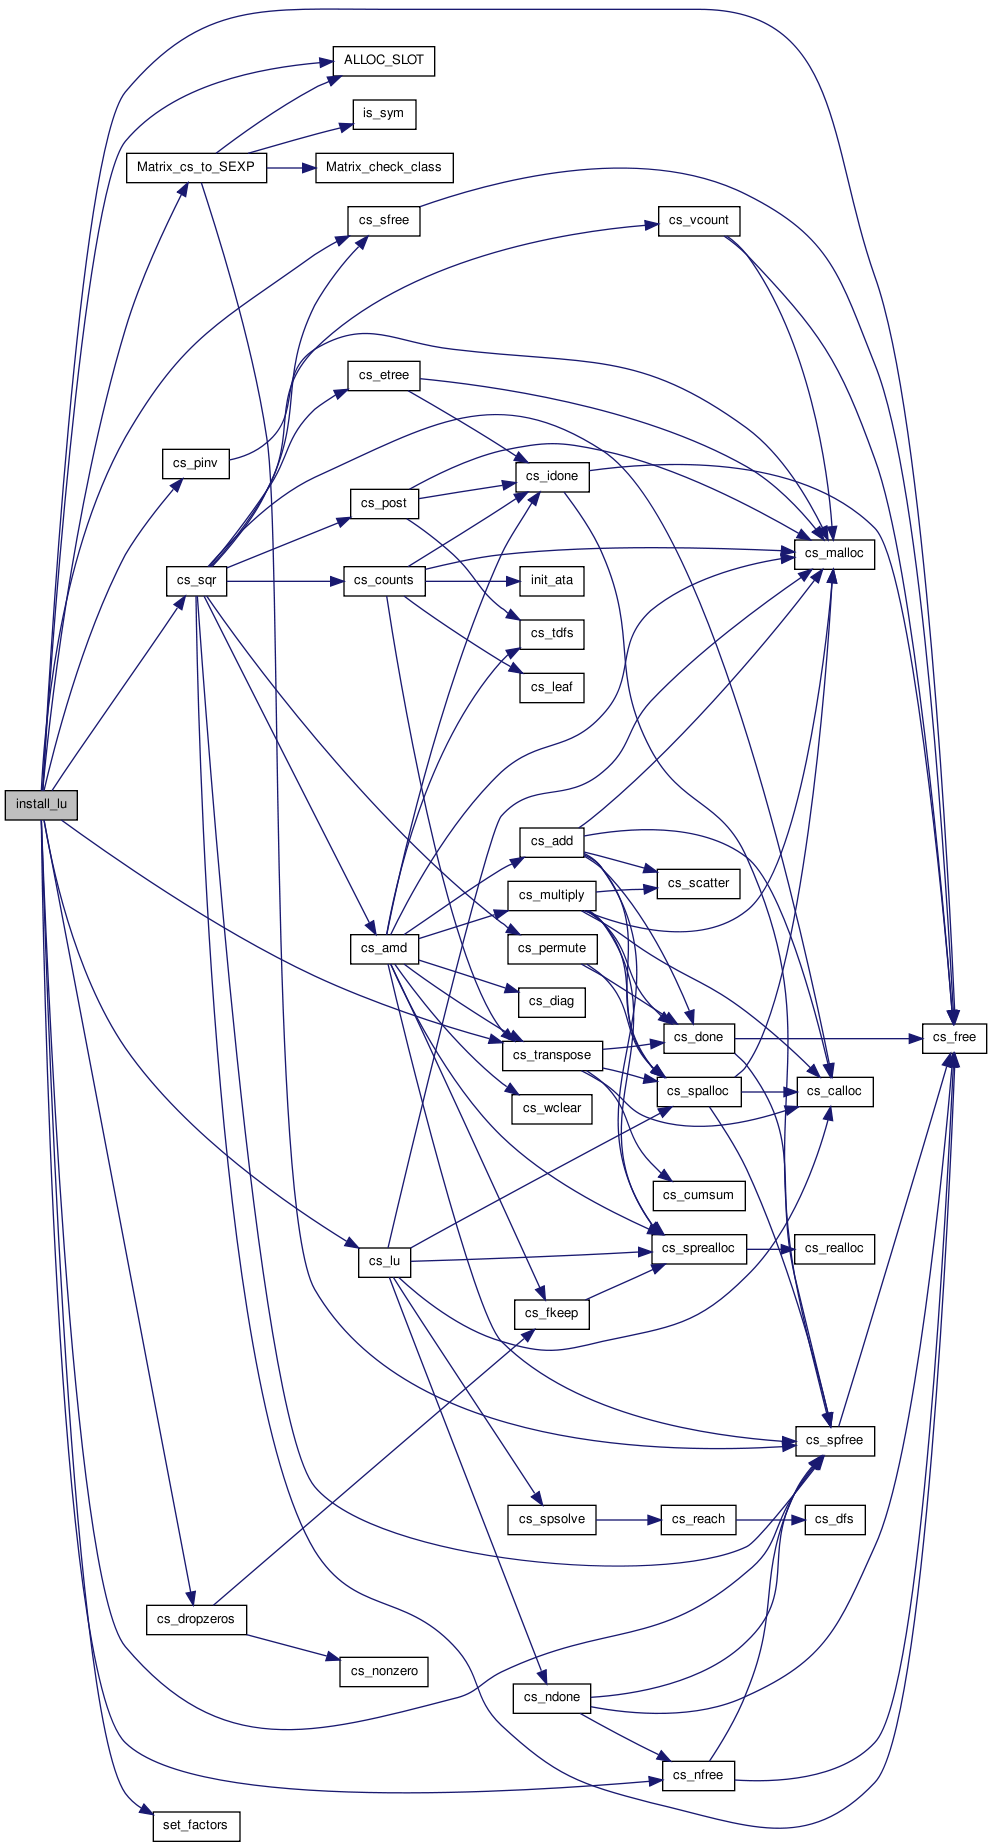 ALLOC_SLOT
is_sym
Matrix_cs_to_SEXP
Matrix_check_class
cs_sfree
cs_vcount
cs_etree
cs_pinv
cs_idone
cs_post
cs_malloc
cs_sqr
cs_counts
init_ata
cs_tdfs
cs_leaf
install_lu
cs_add
cs_scatter
cs_multiply
cs_amd
cs_permute
cs_diag
cs_done
cs_free
cs_transpose
cs_spalloc
cs_calloc
cs_wclear
cs_cumsum
cs_lu
cs_sprealloc
cs_realloc
cs_fkeep
cs_spfree
cs_spsolve
cs_reach
cs_dfs
cs_dropzeros
cs_nonzero
cs_ndone
cs_nfree
set_factors